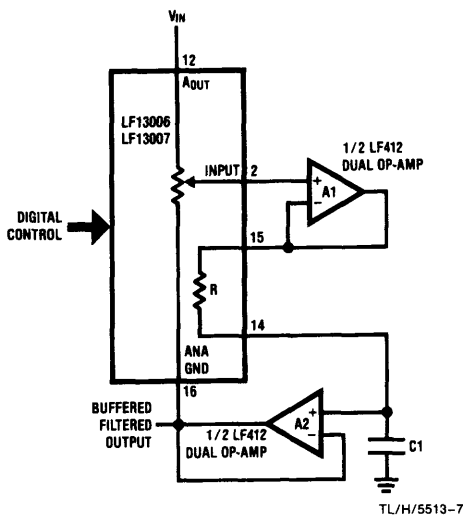 VIN
12
AOUT
LF13006
LF13007
INPUT
2
1/2 LF412
DUAL OP-AMP
+
A1
−
DIGITAL
CONTROL
15
R
14
ANA
GND
16
BUFFERED
FILTERED
OUTPUT
A2
+
−
1/2 LF412
DUAL OP-AMP
C1
TL/H/5513–7